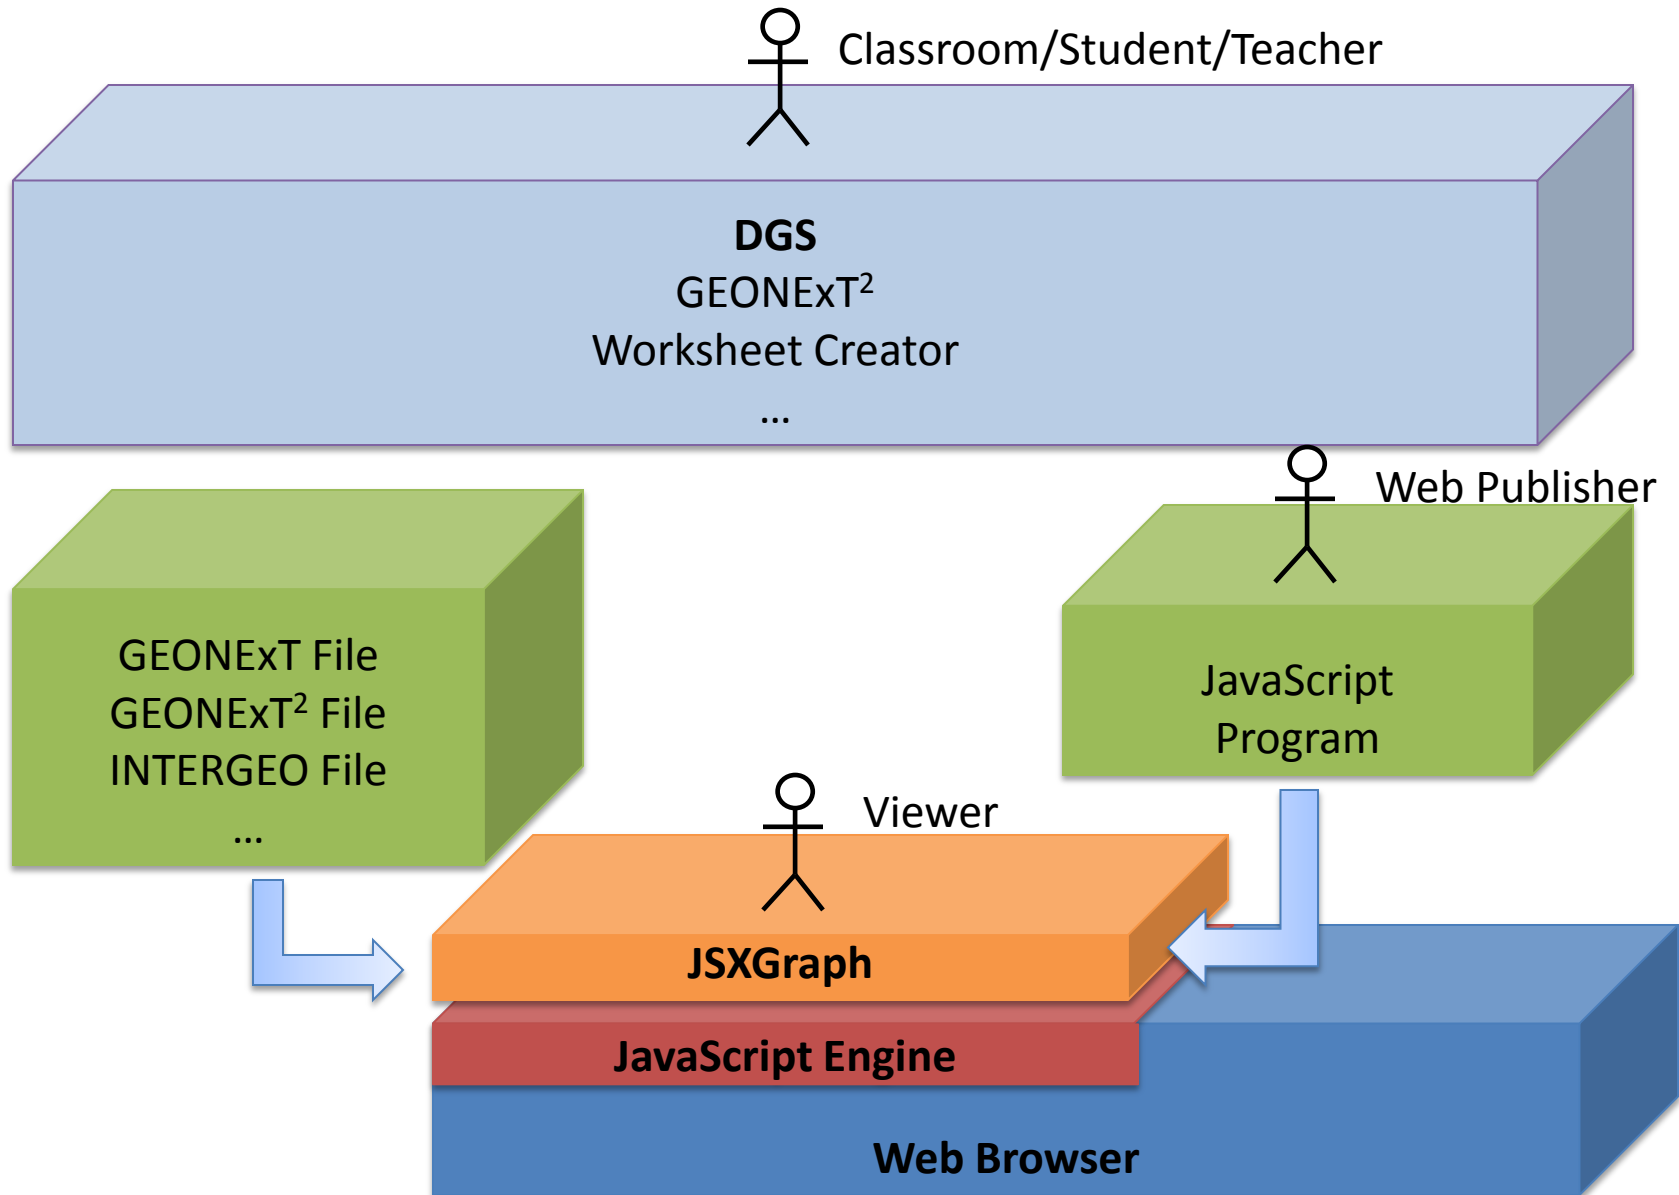 Classroom/Student/Teacher
DGS
GEONExT²
Worksheet Creator
…
Web Publisher
GEONExT File
GEONExT² File
INTERGEO File
…
JavaScript
Program
Viewer
JSXGraph
JavaScript Engine
Web Browser